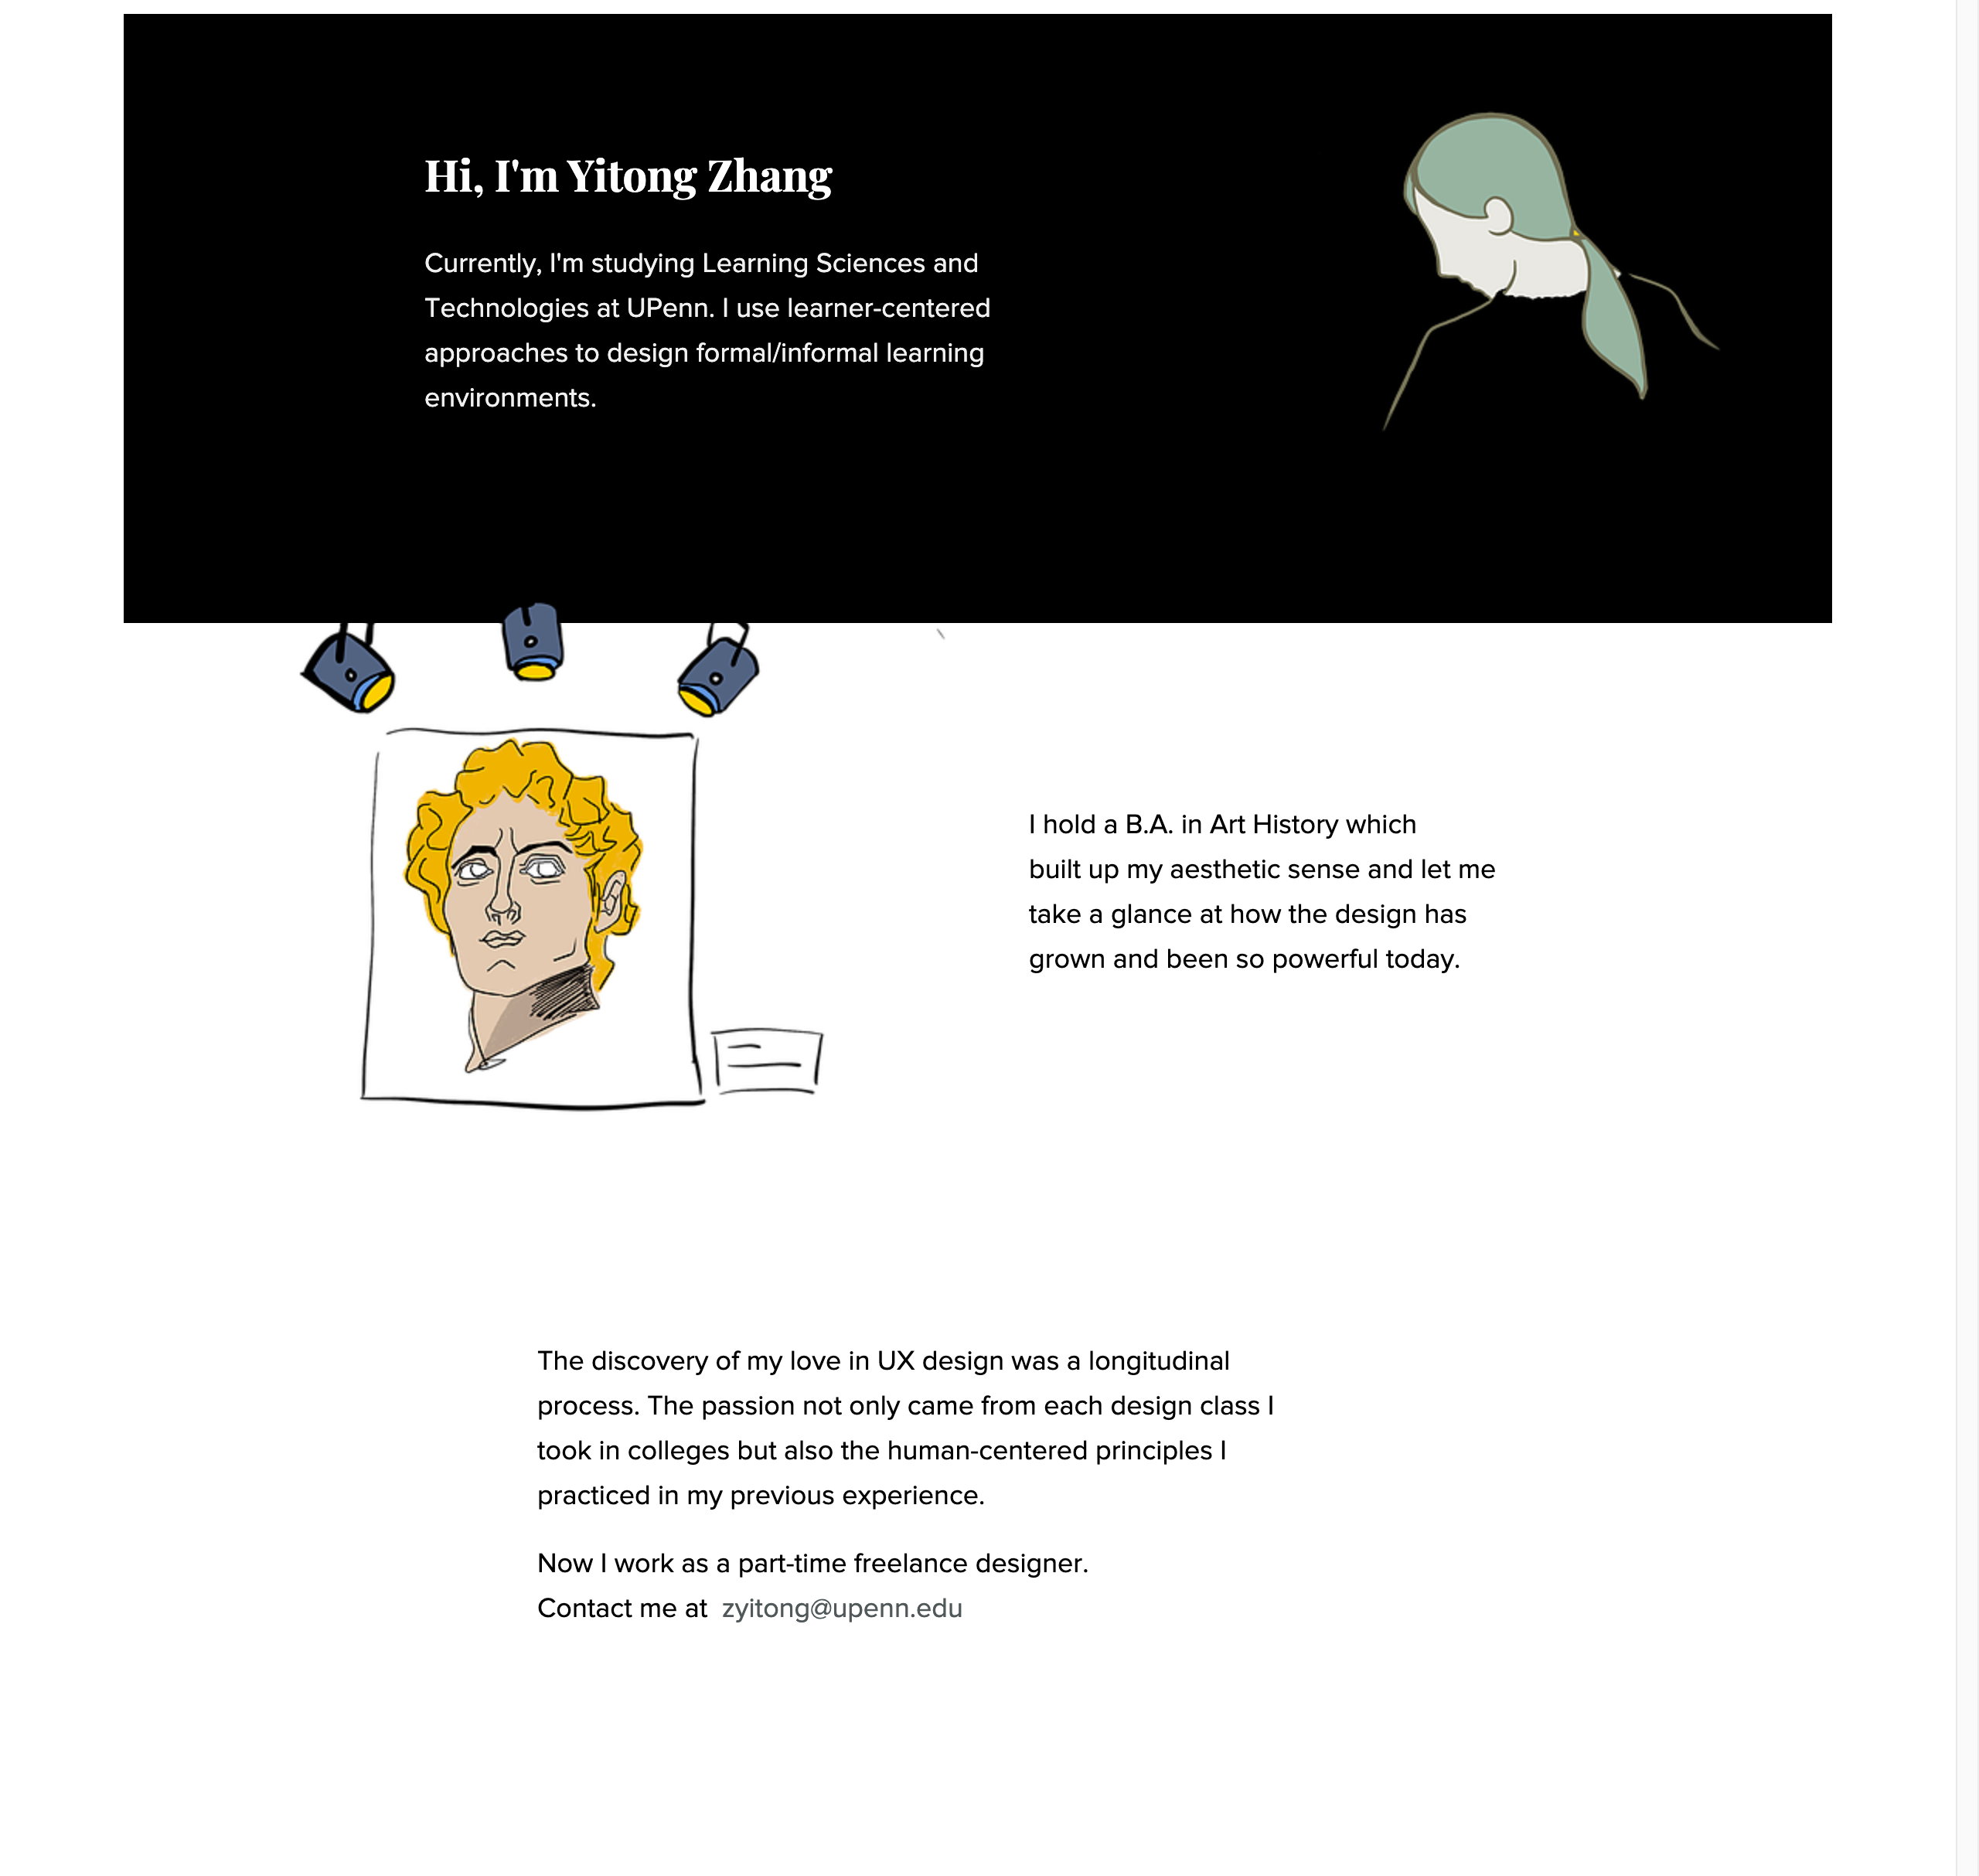 Hi, I'm Yitong Zhang
Currently, I'm studying Learning Sciences and
Technologies at UPenn. I use learner-centered
approaches to design formal/informal learning
environments.
I hold a B.A. in Art History which
built up my aesthetic sense and let me
take a glance at how the design has
grown and been so powerful today.
The discovery of my love in UX design was a longitudinal
process. The passion not only came from each design class I
took in colleges but also the human-centered principles I
practiced in my previous experience.
Now I work as a part-time freelance designer.
Contact me at zyitong@upenn.edu